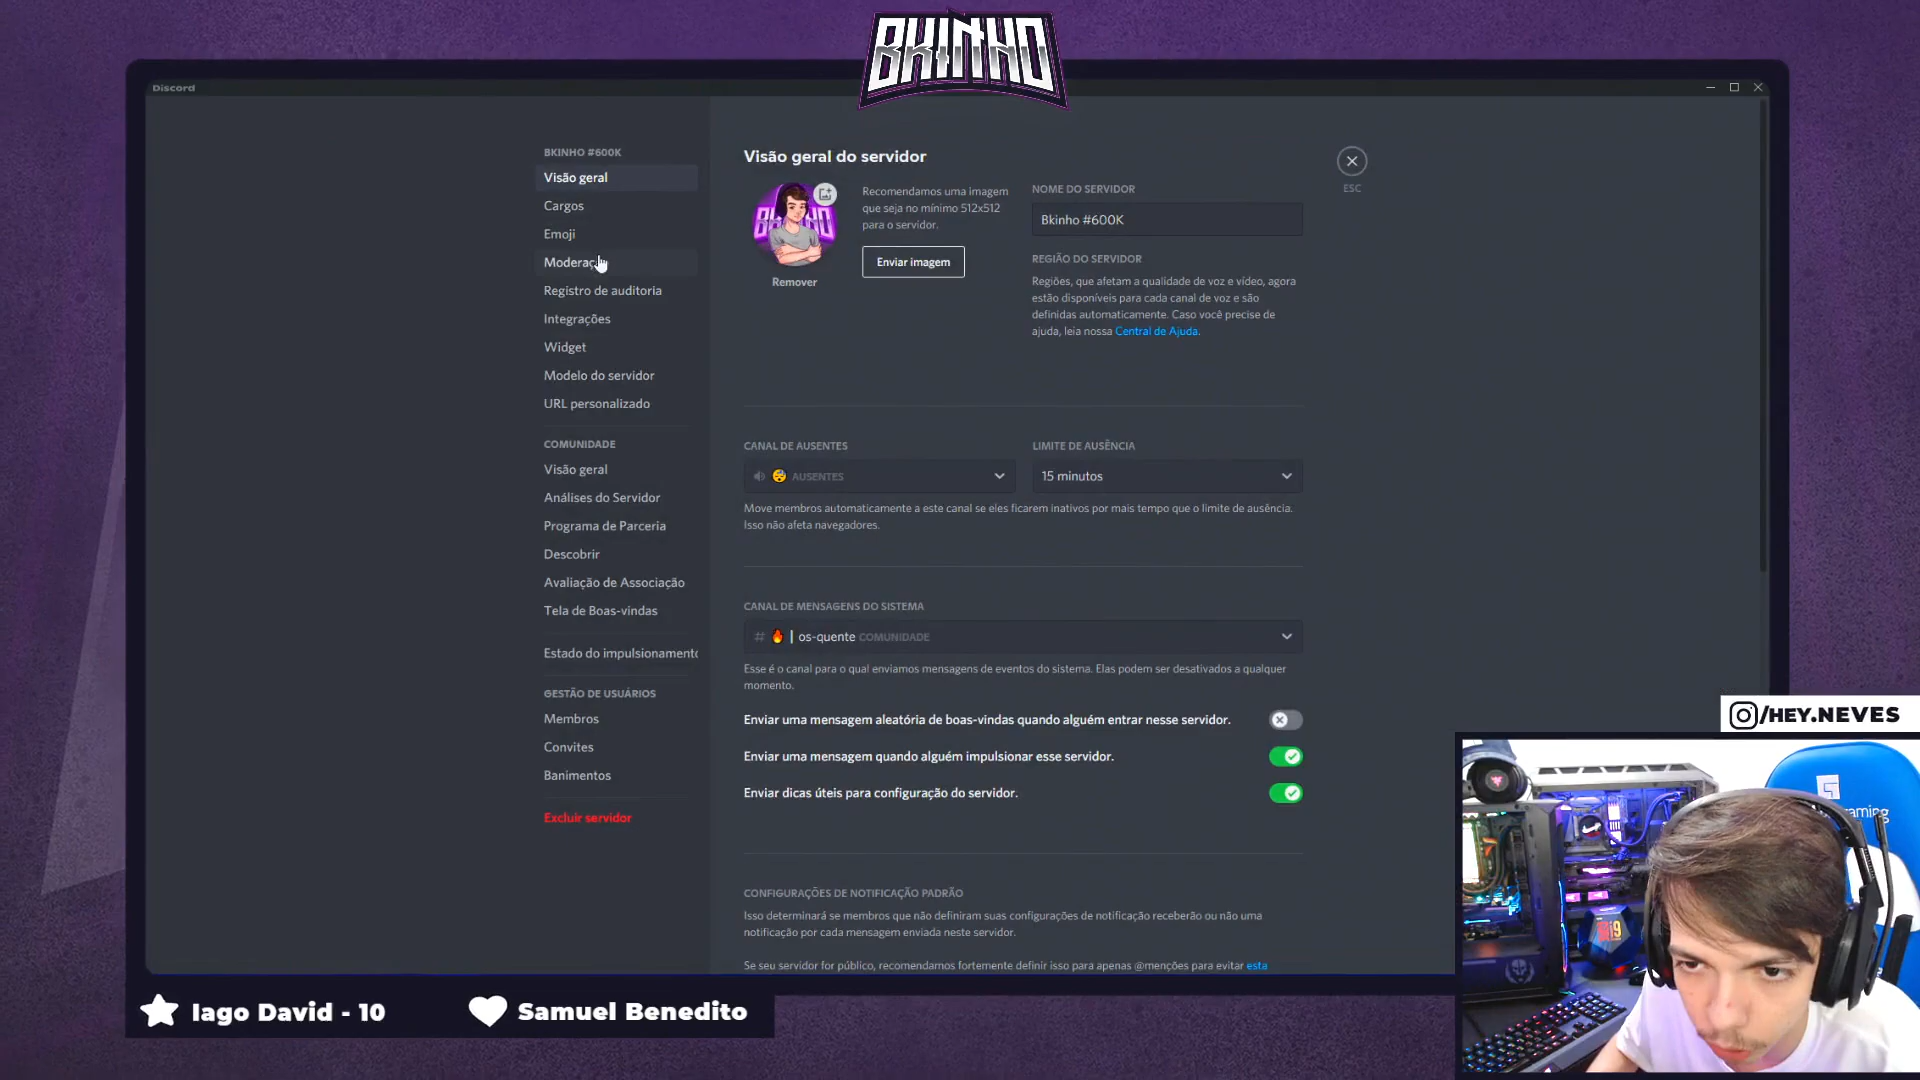 BKINHO
Discord
BKINHO #600K
Visão geral
Cargos
Emoji
Registro de auditoria
Integrações
Widget
Modelo do servidor
URL personalizado
COMUNIDADE
Visão geral
Análises do Servidor
Programa de Parceria
Descobrir
Avaliação de Associação
Tela de Boas-vindas
Estado do impulsionamento
GESTÃO DE USUÁRIOS
Membros
Convites
Banimentos
Excluir servidor
Visão geral do servidor
BKINHO
Remover
Recomendamos uma imagem
que seja no mínimo 512x512
para o servidor.
Enviar imagem
NOME DO SERVIDOR
Bkinho #600K
REGIÃO DO SERVIDOR
Regiões, que afetam a qualidade de voz e vídeo, agora
estão disponíveis para cada canal de voz e são
definidas automaticamente. Caso você precise de
ajuda, leia nossa Central de Ajuda.
ESC
CANAL DE AUSENTES
AUSENTES
LIMITE DE AUSÊNCIA
15 minutos
Move membros automaticamente a este canal se eles ficarem inativos por mais tempo que o limite de ausência.
Isso não afeta navegadores.
CANAL DE MENSAGENS DO SISTEMA
# 🔥 | os-quente COMUNIDADE
Esse é o canal para o qual enviamos mensagens de eventos do sistema. Elas podem ser desativados a qualquer
momento.
Enviar uma mensagem aleatória de boas-vindas quando alguém entrar nesse servidor.
Enviar uma mensagem quando alguém impulsionar esse servidor.
Enviar dicas úteis para configuração do servidor.
CONFIGURAÇÕES DE NOTIFICAÇÃO PADRÃO
Isso determinará se membros que não definiram suas configurações de notificação receberão ou não uma
notificação por cada mensagem enviada neste servidor.
Se seu servidor for público, recomendamos fortemente definir isso para apenas @menções para evitar esta
/HEY.NEVES
i9
Iago David - 10
Samuel Benedito